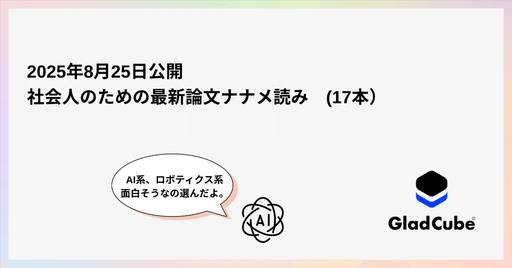 2025年8月25日公開
社会人のための最新論文ナナメ読み　(17本）
AI系、ロボティクス系
面白そうなの選んだよ。
AI
GladCube